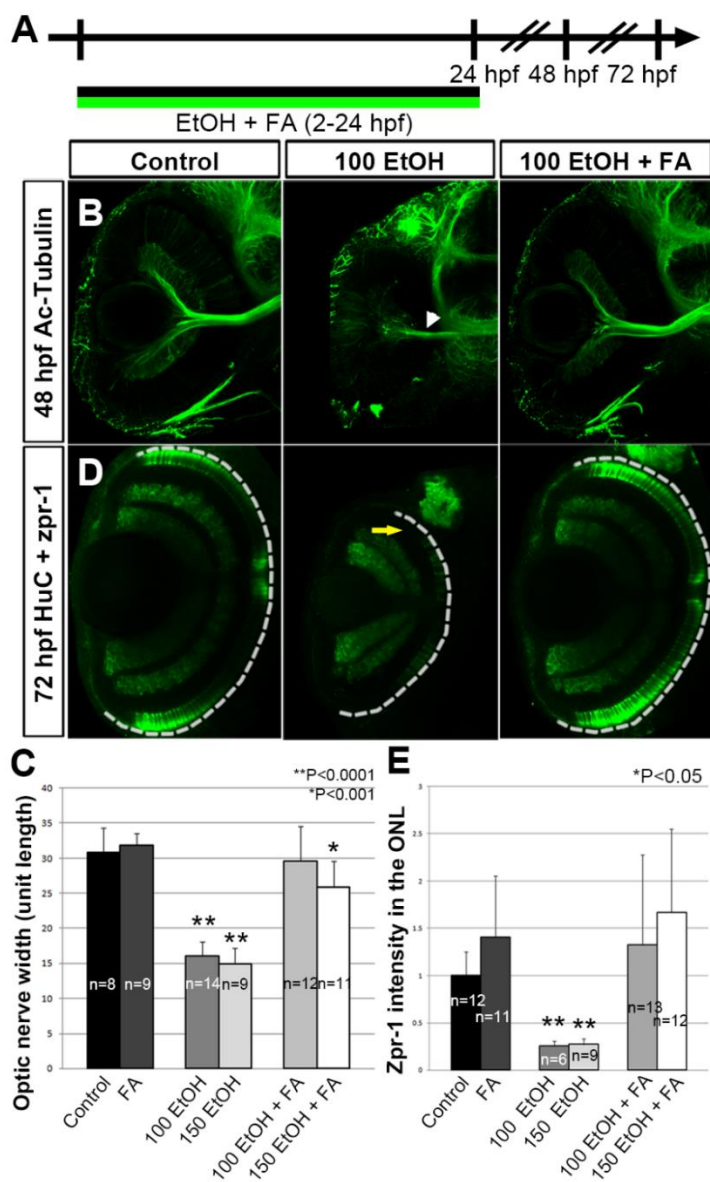 A
24 hpf 48 hpf 72 hpf
EtOH + FA (2-24 hpf)
Control 100 EtOH 100 EtOH + FA
48 hpf Ac-Tubulin
B
72 hpf HuC + zpr-1
D
C
**P<0.0001
*P<0.001
Optic nerve width (unit length)
40
35
30
25
20
15
10
5
0
** ** *
n=8 n=9 n=14 n=9 n=12 n=11
Control FA 100 EtOH 150 EtOH 100 EtOH + FA 150 EtOH + FA
E
*P<0.05
Zpr-1 intensity in the ONL
3
2.5
2
1.5
1
0.5
0
** **
n=12 n=11 n=6 n=9 n=13 n=12
Control FA 100 EtOH 150 EtOH 100 EtOH + FA 150 EtOH + FA